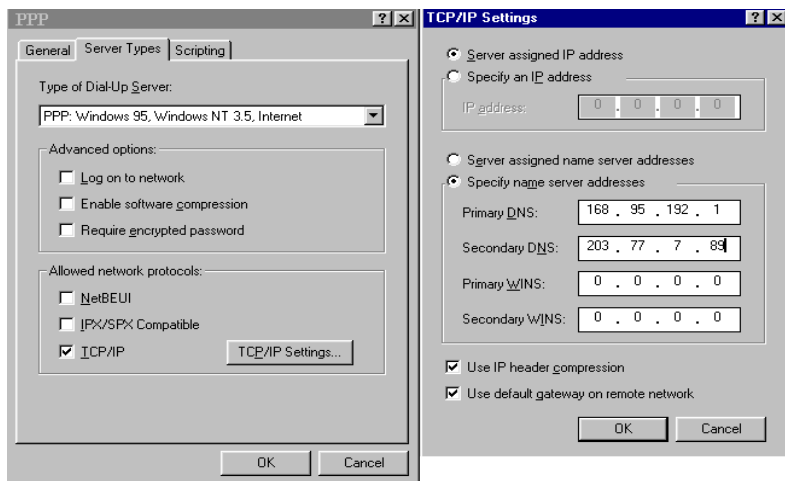 PPP
General Server Types Scripting
Type of Dial-Up Server:
PPP: Windows 95, Windows NT 3.5, Internet
Advanced options:
Log on to network
Enable software compression
Require encrypted password
Allowed network protocols:
NetBEUI
IPX/SPX Compatible
TCP/IP TCP/IP Settings...
OK Cancel
TCP/IP Settings
Server assigned IP address
Specify an IP address
IP address: 0 . 0 . 0 . 0
Server assigned name server addresses
Specify name server addresses
Primary DNS: 168 . 95 . 192 . 1
Secondary DNS: 203 . 77 . 7 . 89
Primary WINS: 0 . 0 . 0 . 0
Secondary WINS: 0 . 0 . 0 . 0
Use IP header compression
Use default gateway on remote network
OK Cancel